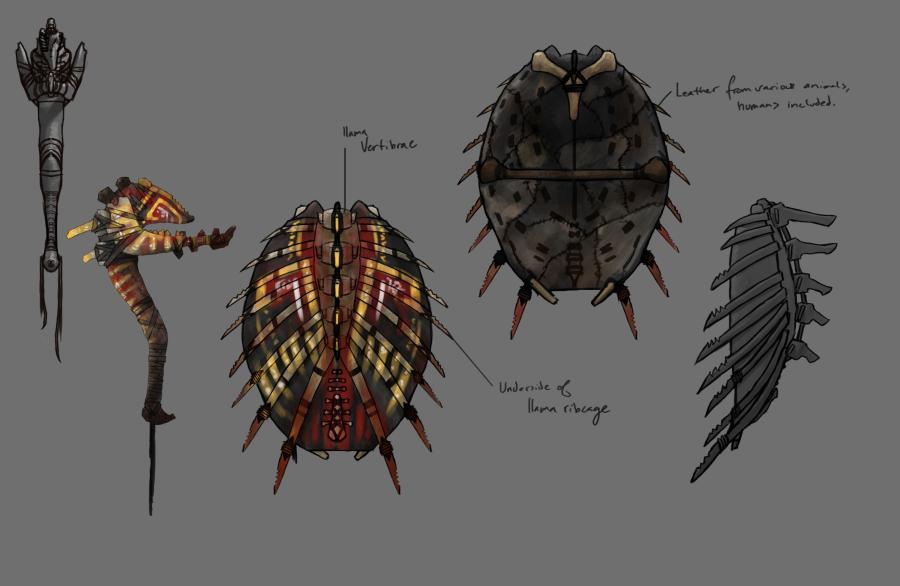 Leather from various animals,
humans included.
llama
Vertibrae
Underside of
llama ribcage